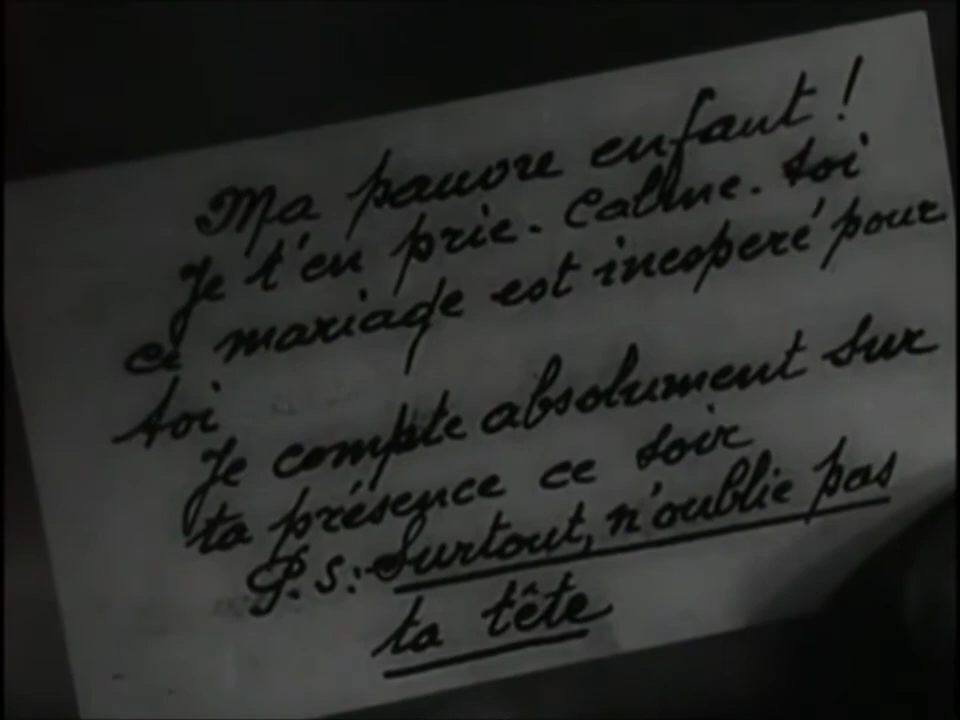 Ma pauvre enfant !
Je t'en prie. Calme-toi
ce mariage est inesperé pour
toi
Je compte absolument sur
ta présence ce soir
P.S: Surtout, n'oublie pas
ta tête